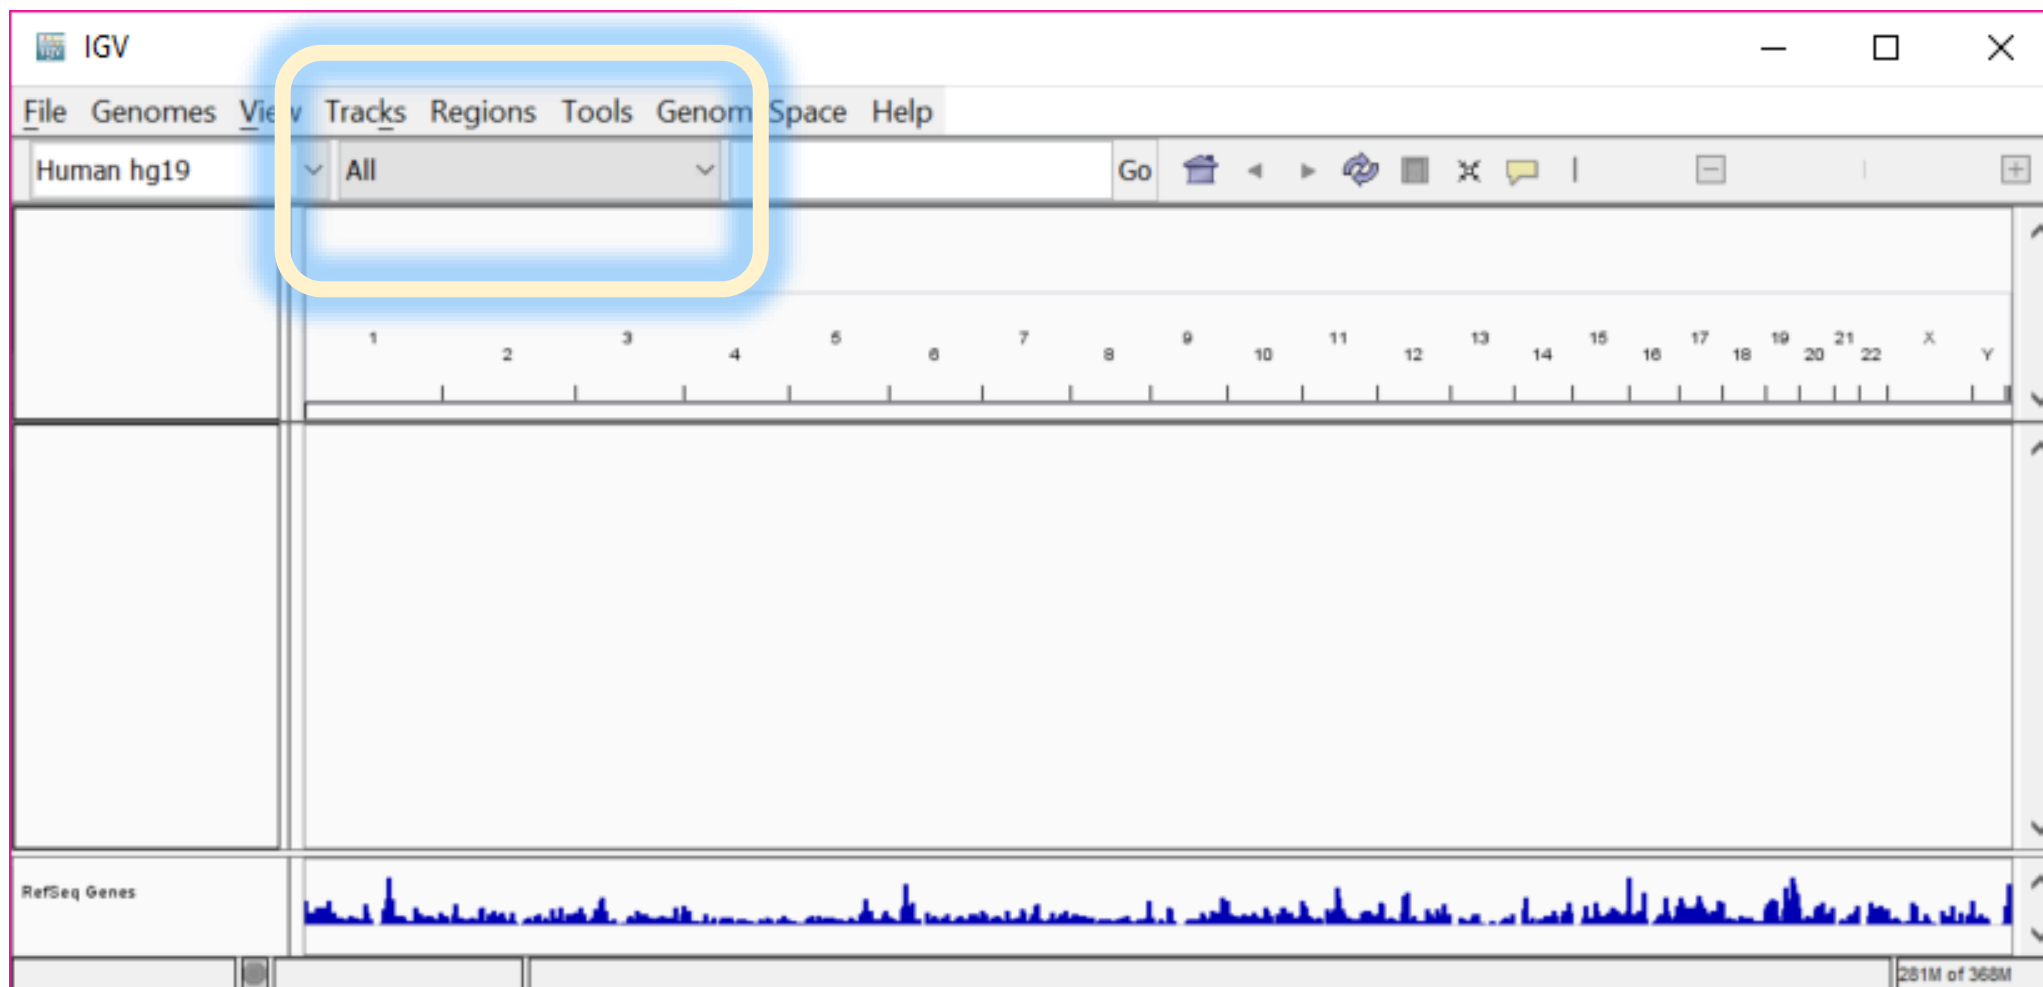 IGV
File Genomes View Tracks Regions Tools GenomeSpace Help
Human hg19 All Go
1 2 3 4 5 6 7 8 9 10 11 12 13 14 15 16 17 18 19 20 21 22 X Y
RefSeq Genes
281M of 368M